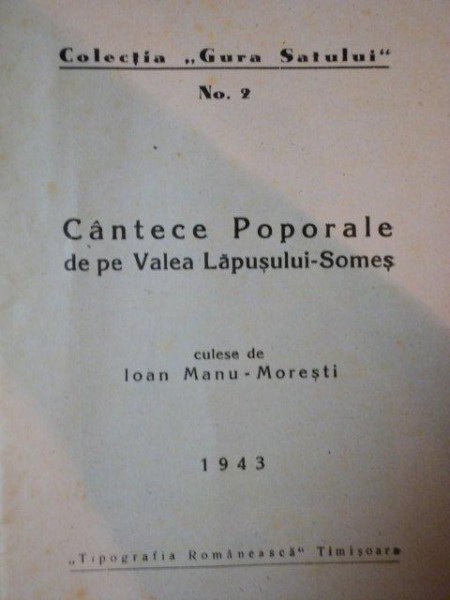 Colecția „Gura Satului"
No. 2
Cântece Poporale
de pe Valea Lăpușului-Someș
culese de
Ioan Manu - Morești
1943
„Tipografia Românească" Timișoara